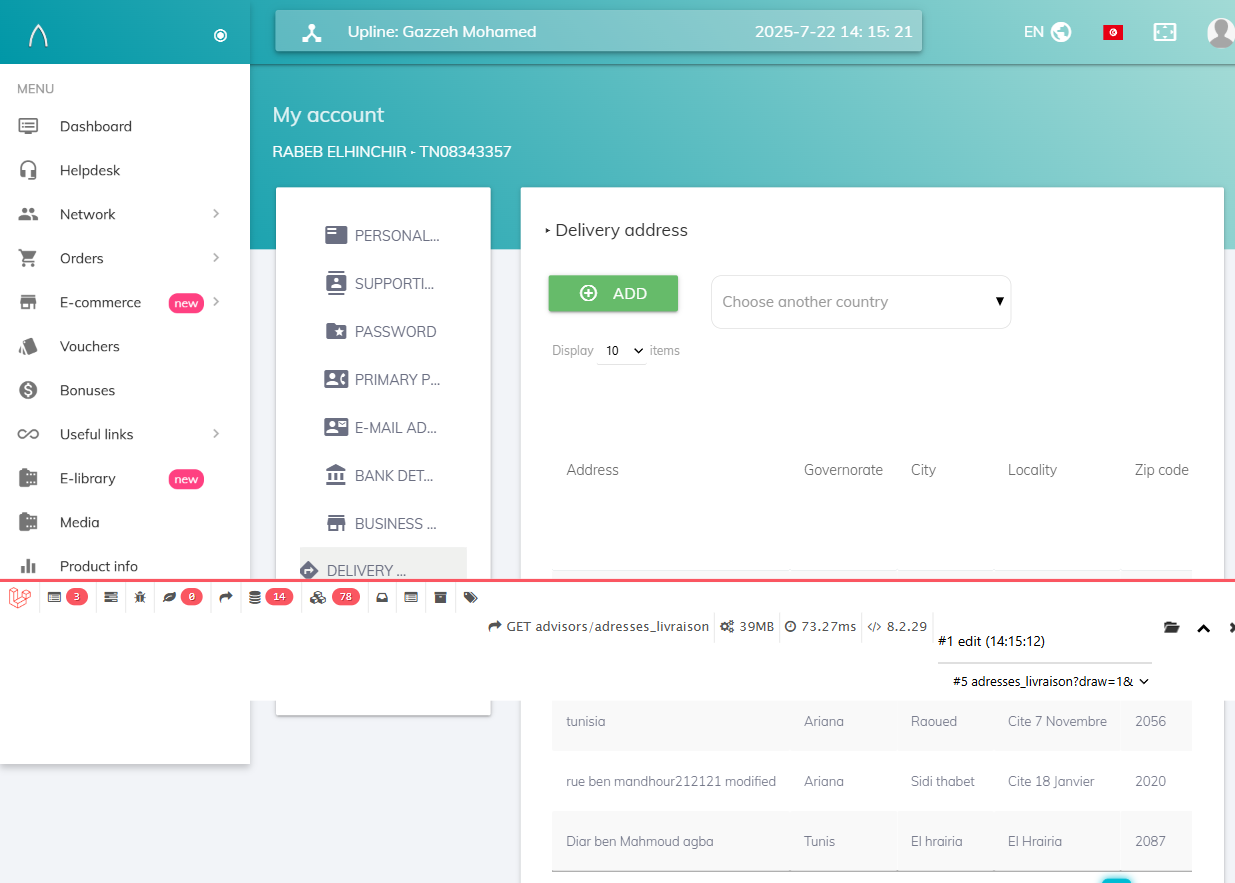 Upline: Gazzeh Mohamed 2025-7-22 14: 15: 21 EN
MENU
Dashboard
Helpdesk
Network
Orders
E-commerce new
Vouchers
Bonuses
Useful links
E-library new
Media
Product info
My account
RABEB ELHINCHIR - TN08343357
PERSONAL...
SUPPORTI...
PASSWORD
PRIMARY P...
E-MAIL AD...
BANK DET...
BUSINESS ...
DELIVERY ...
Delivery address
ADD Choose another country
Display 10 items
Address Governorate City Locality Zip code
3 0 14 78
GET advisors/adresses_livraison 39MB 73.27ms 8.2.29
#1 edit (14:15:12)
#5 adresses_livraison?draw=1&
tunisia Ariana Raoued Cite 7 Novembre 2056
rue ben mandhour212121 modified Ariana Sidi thabet Cite 18 Janvier 2020
Diar ben Mahmoud agba Tunis El hrairia El Hrairia 2087